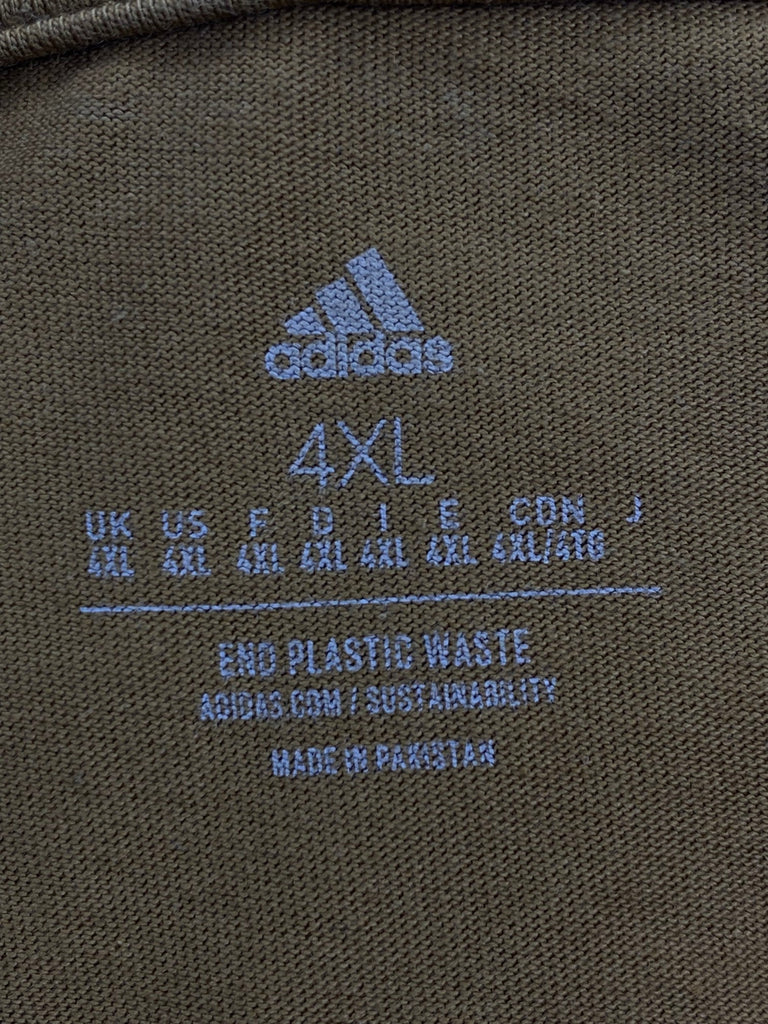 adidas
4XL
UK US F D I E CDN J
4XL 4XL 4XL 4XL 4XL 4XL 4XL/4TG
END PLASTIC WASTE
ADIDAS.COM / SUSTAINABILITY
MADE IN PAKISTAN